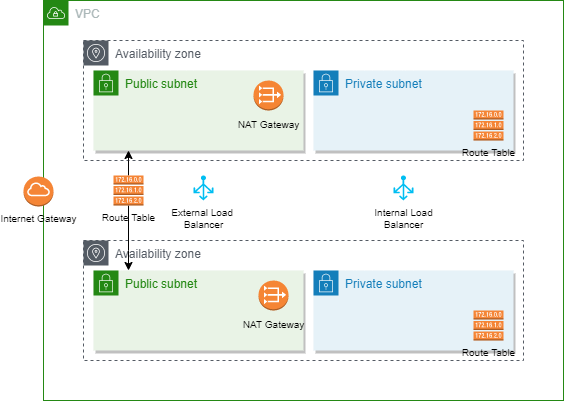 VPC
Availability zone
Public subnet
Private subnet
NAT Gateway
172.16.0.0
172.16.1.0
172.16.2.0
Route Table
172.16.0.0
172.16.1.0
172.16.2.0
Internet Gateway
Route Table
External Load
Balancer
Internal Load
Balancer
Availability zone
Public subnet
Private subnet
NAT Gateway
172.16.0.0
172.16.1.0
172.16.2.0
Route Table